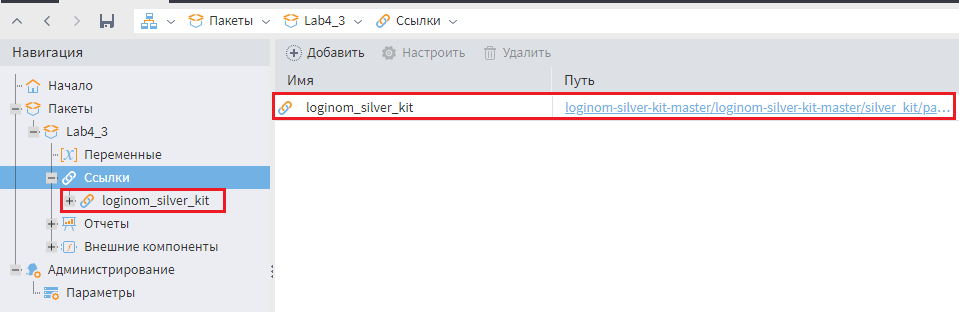 Пакеты Lab4_3 Ссылки
Навигация
Начало
Пакеты
Lab4_3
[x] Переменные
Ссылки
loginom_silver_kit
Отчеты
Внешние компоненты
Администрирование
Параметры
Добавить Настроить Удалить
Имя Путь
loginom_silver_kit loginom-silver-kit-master/loginom-silver-kit-master/silver_kit/pa...